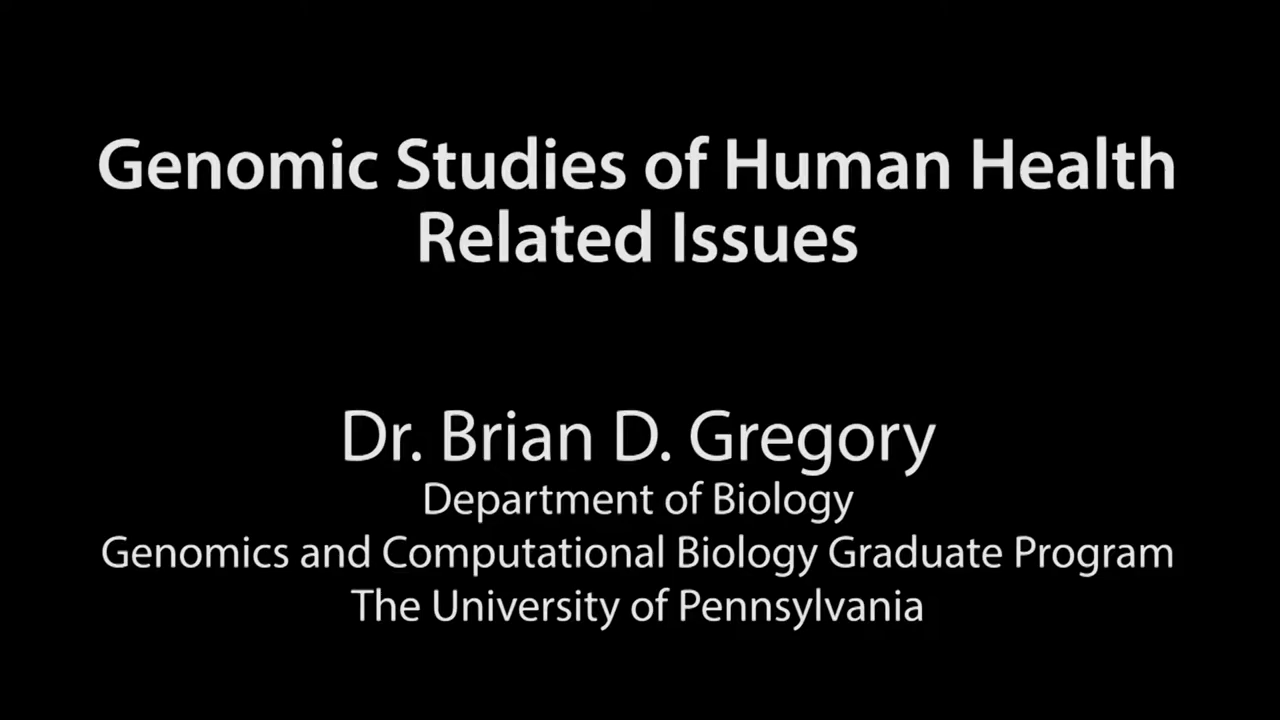 Genomic Studies of Human Health
Related Issues
Dr. Brian D. Gregory
Department of Biology
Genomics and Computational Biology Graduate Program
The University of Pennsylvania